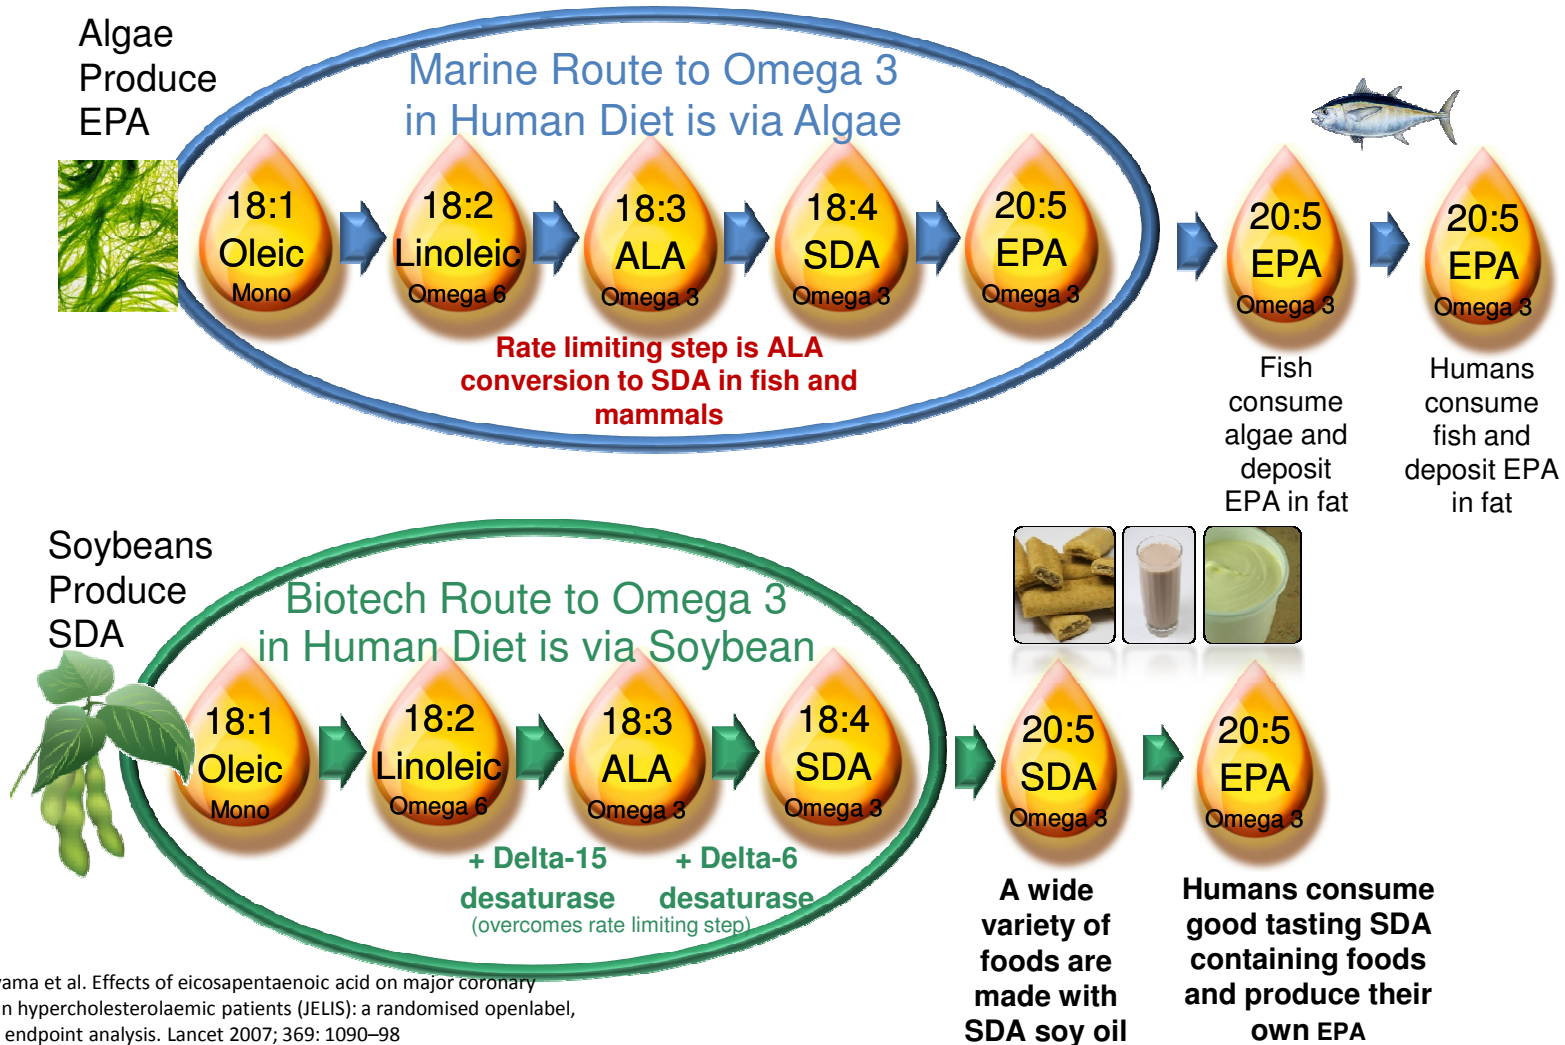 Algae
Produce
EPA
Marine Route to Omega 3
in Human Diet is via Algae
18:1
Oleic
Mono
18:2
Linoleic
Omega 6
18:3
ALA
Omega 3
18:4
SDA
Omega 3
20:5
EPA
Omega 3
20:5
EPA
Omega 3
20:5
EPA
Omega 3
Rate limiting step is ALA
conversion to SDA in fish and
mammals
Fish
consume
algae and
deposit
EPA in fat
Humans
consume
fish and
deposit EPA
in fat
Soybeans
Produce
SDA
Biotech Route to Omega 3
in Human Diet is via Soybean
18:1
Oleic
Mono
18:2
Linoleic
Omega 6
18:3
ALA
Omega 3
18:4
SDA
Omega 3
20:5
SDA
Omega 3
20:5
EPA
Omega 3
+ Delta-15
desaturase
+ Delta-6
desaturase
(overcomes rate limiting step)
A wide
variety of
foods are
made with
SDA soy oil
Humans consume
good tasting SDA
containing foods
and produce their
own EPA
yama et al. Effects of eicosapentaenoic acid on major coronary
n hypercholesterolaemic patients (JELIS): a randomised openlabel,
endpoint analysis. Lancet 2007; 369: 1090–98